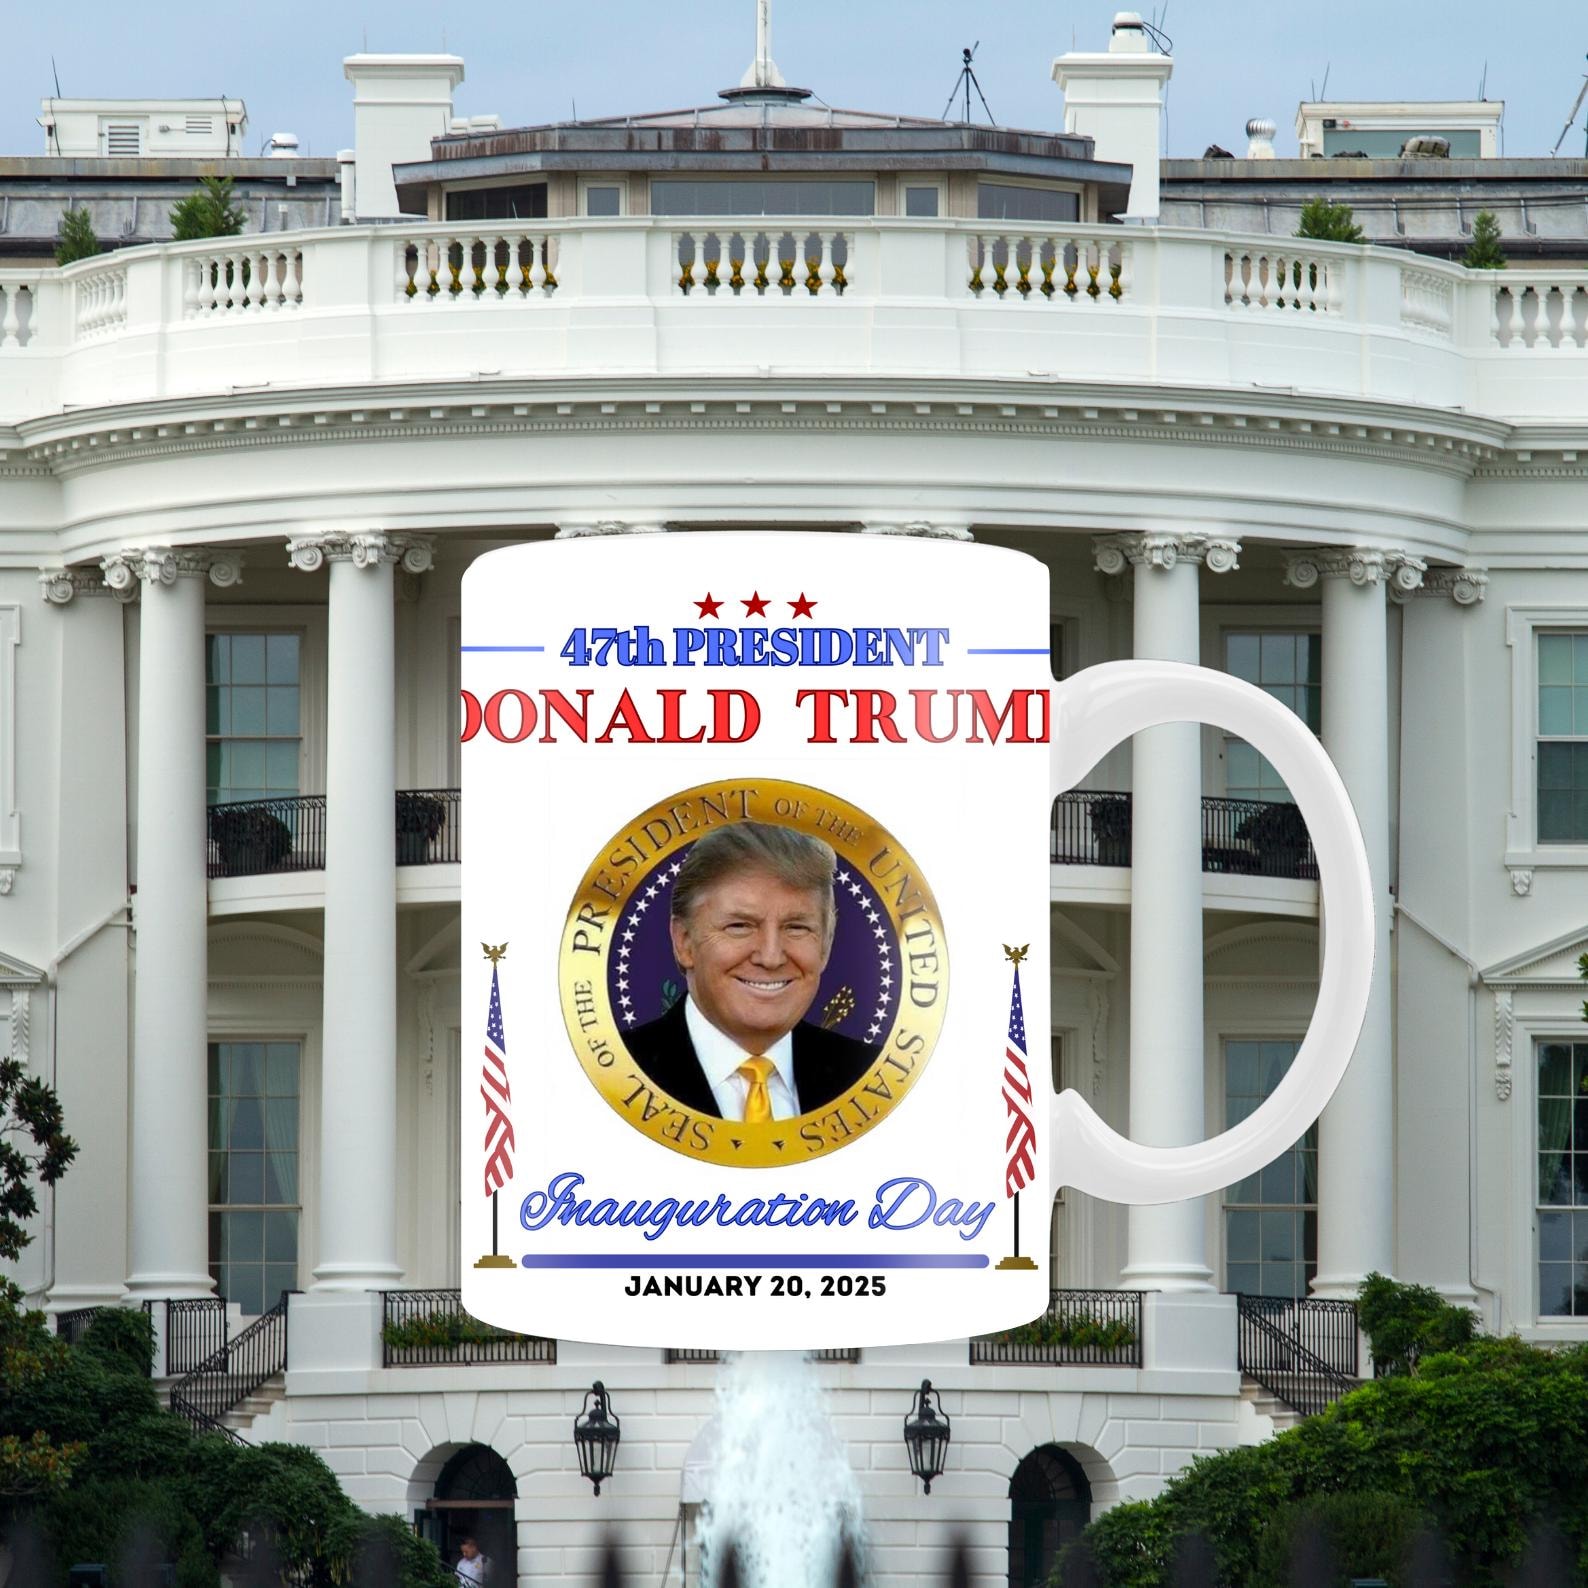 47th PRESIDENT
DONALD TRUMP
SEAL OF THE PRESIDENT OF THE UNITED STATES
Inauguration Day
JANUARY 20, 2025